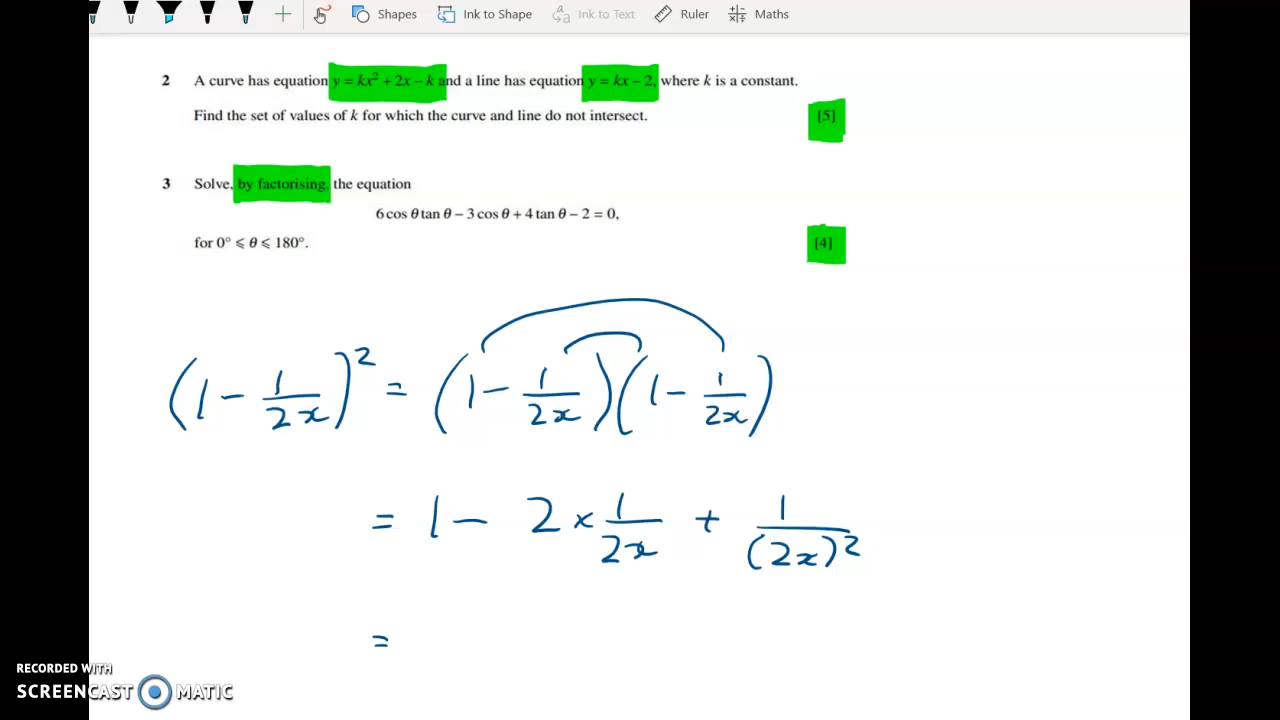 Shapes Ink to Shape Ink to Text Ruler Maths
2 A curve has equation y = kx² + 2x − k and a line has equation y = kx − 2, where k is a constant.
Find the set of values of k for which the curve and line do not intersect. [5]
3 Solve, by factorising, the equation
6 cos θ tan θ − 3 cos θ + 4 tan θ − 2 = 0,
for 0° ⩽ θ ⩽ 180°. [4]
(1 − 1/2x)² = (1 − 1/2x)(1 − 1/2x)
= 1 − 2 × 1/2x + 1/(2x)²
=
RECORDED WITH
SCREENCAST MATIC